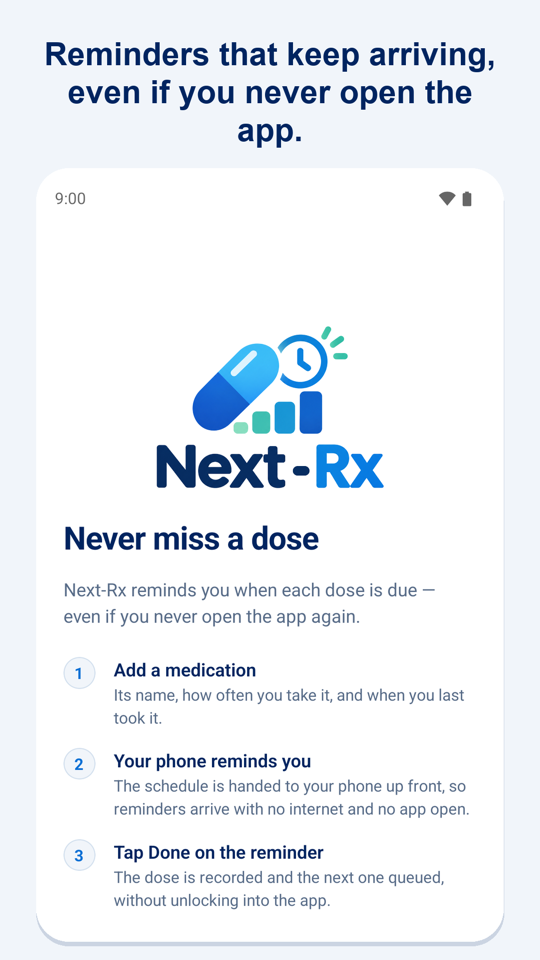 Reminders that keep arriving,
even if you never open the
app.
9:00
Next-Rx
Never miss a dose
Next-Rx reminds you when each dose is due —
even if you never open the app again.
1
Add a medication
Its name, how often you take it, and when you last
took it.
2
Your phone reminds you
The schedule is handed to your phone up front, so
reminders arrive with no internet and no app open.
3
Tap Done on the reminder
The dose is recorded and the next one queued,
without unlocking into the app.